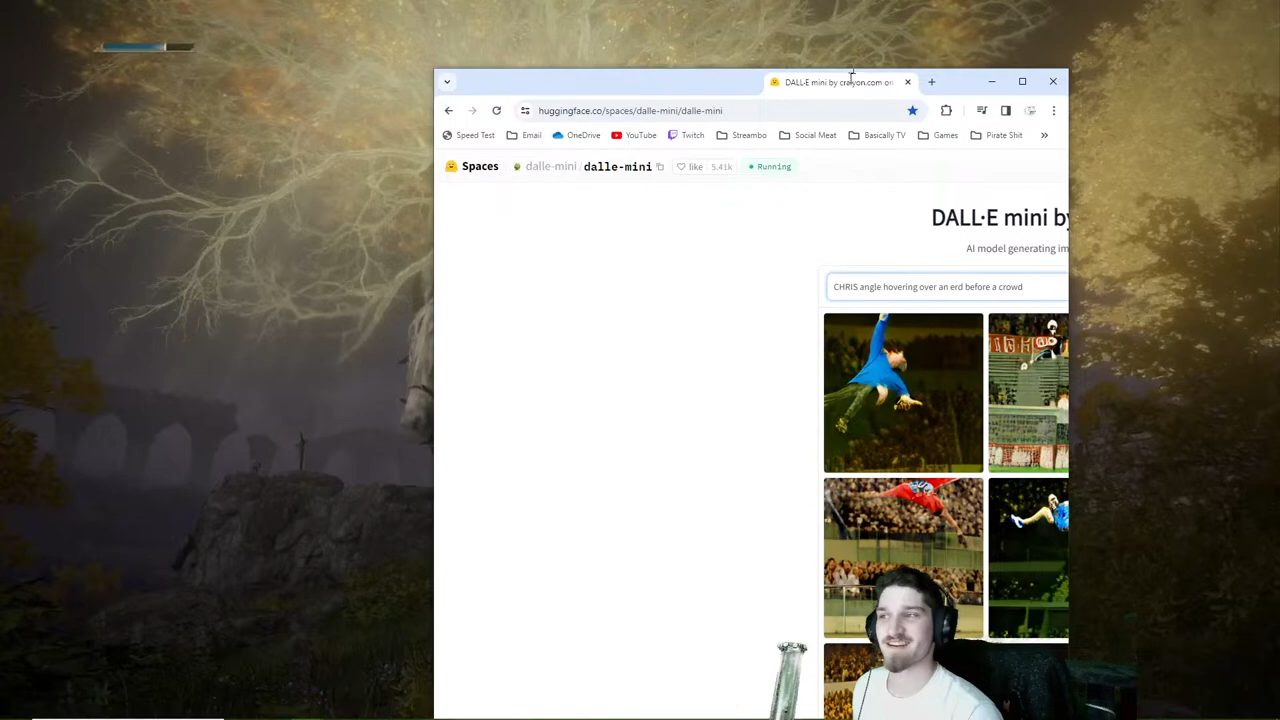 DALL·E mini by craiyon.com on
huggingface.co/spaces/dalle-mini/dalle-mini
Speed Test Email OneDrive YouTube Twitch Streambo Social Meat Basically TV Games Pirate Shit »
Spaces dalle-mini/dalle-mini like 5.41k Running
DALL·E mini by
AI model generating im
CHRIS angle hovering over an erd before a crowd